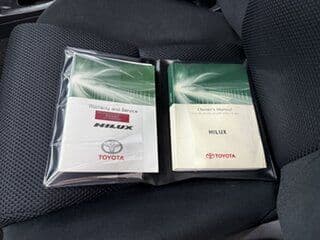 Warranty and Service
HILUX
TOYOTA
Owner's Manual
HILUX
TOYOTA